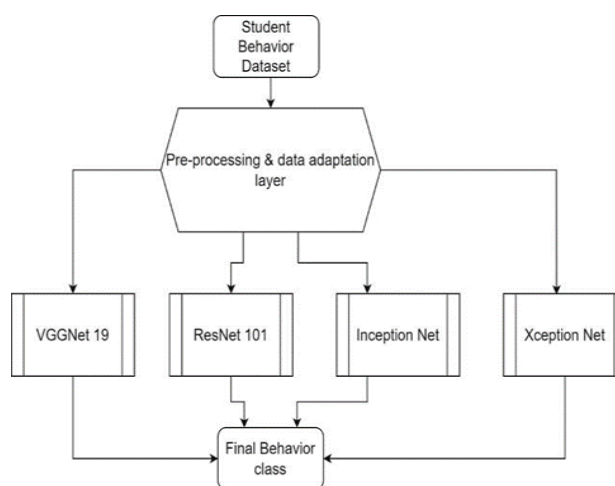 Student
Behavior
Dataset
Pre-processing & data adaptation
layer
VGGNet 19
ResNet 101
Inception Net
Xception Net
Final Behavior
class